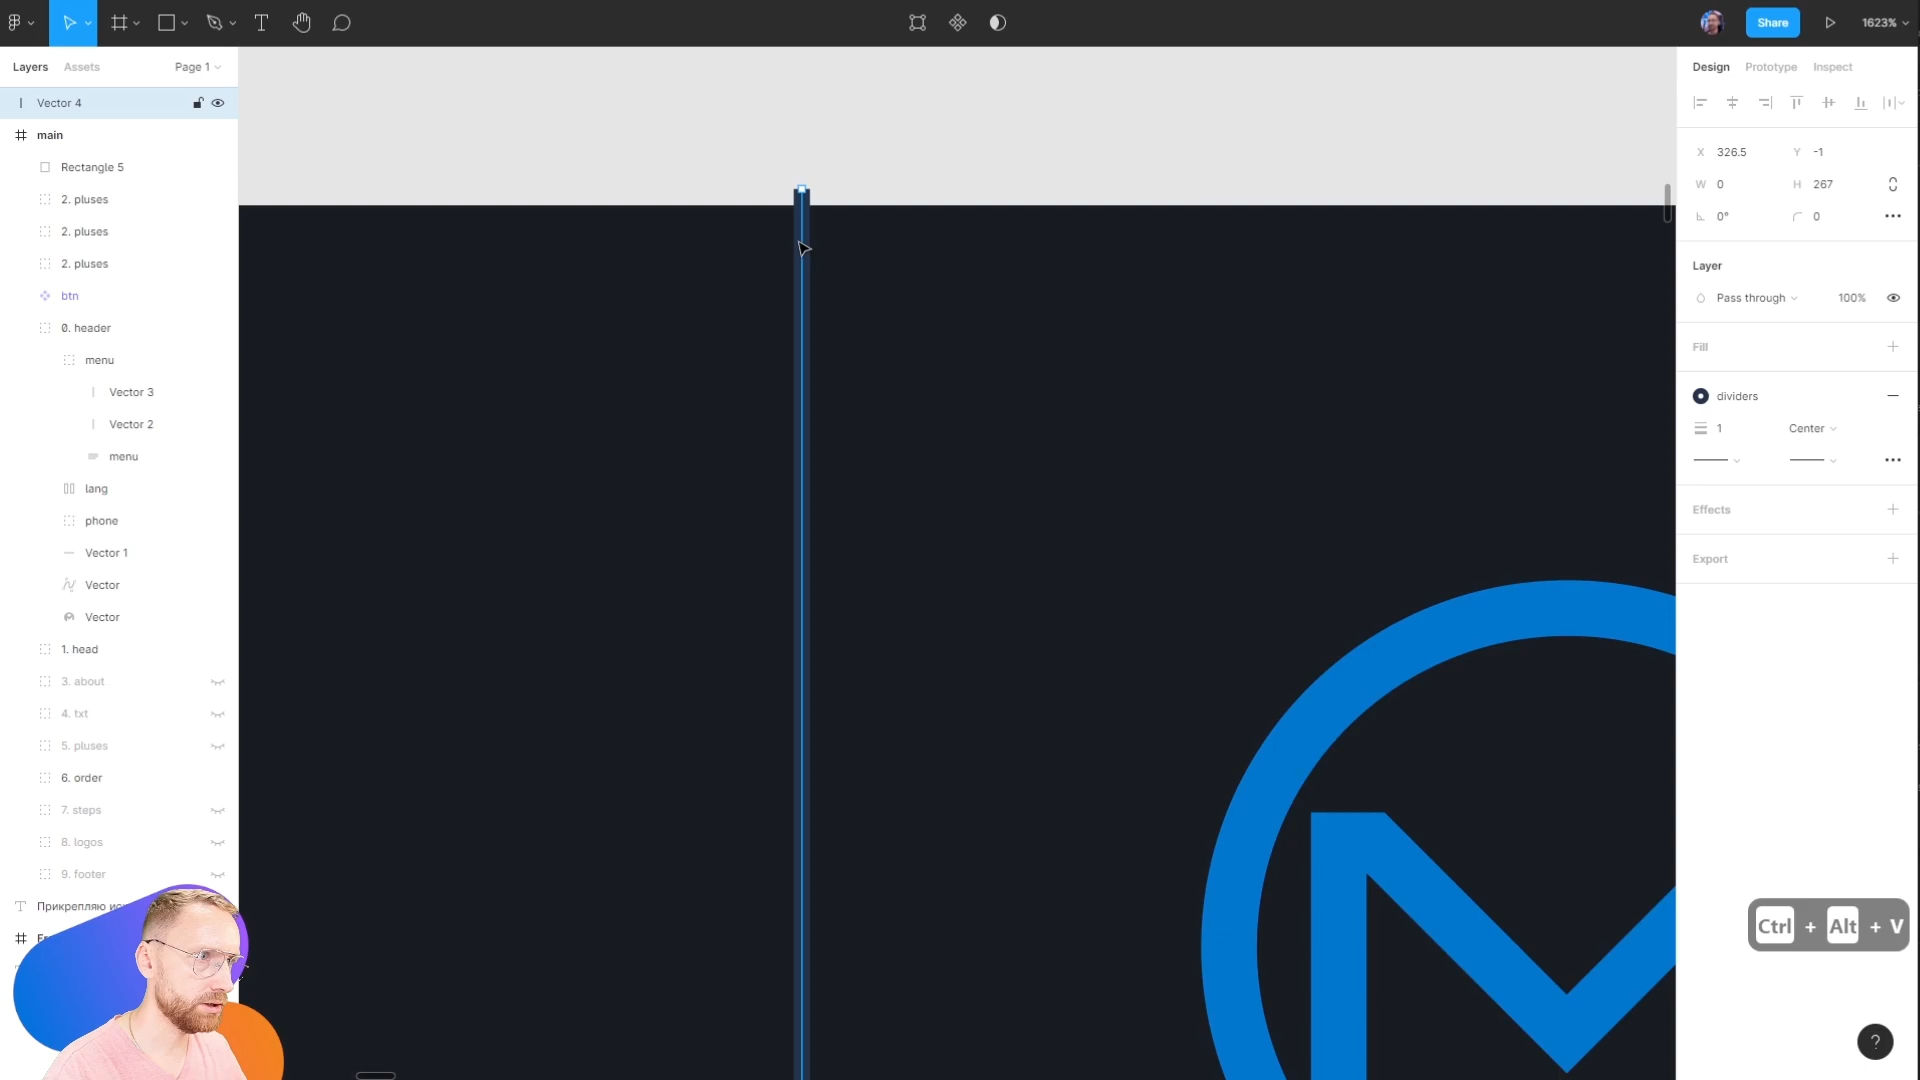 Share
1623%
Layers
Assets
Page 1
Vector 4
main
Rectangle 5
2. pluses
2. pluses
2. pluses
btn
0. header
menu
Vector 3
Vector 2
menu
lang
phone
Vector 1
Vector
Vector
1. head
3. about
4. txt
5. pluses
6. order
7. steps
8. logos
9. footer
Прикрепляю
Design
Prototype
Inspect
X 326.5
Y -1
W 0
H 267
0°
0
Layer
Pass through
100%
Fill
dividers
1
Center
Effects
Export
Ctrl + Alt + V
?